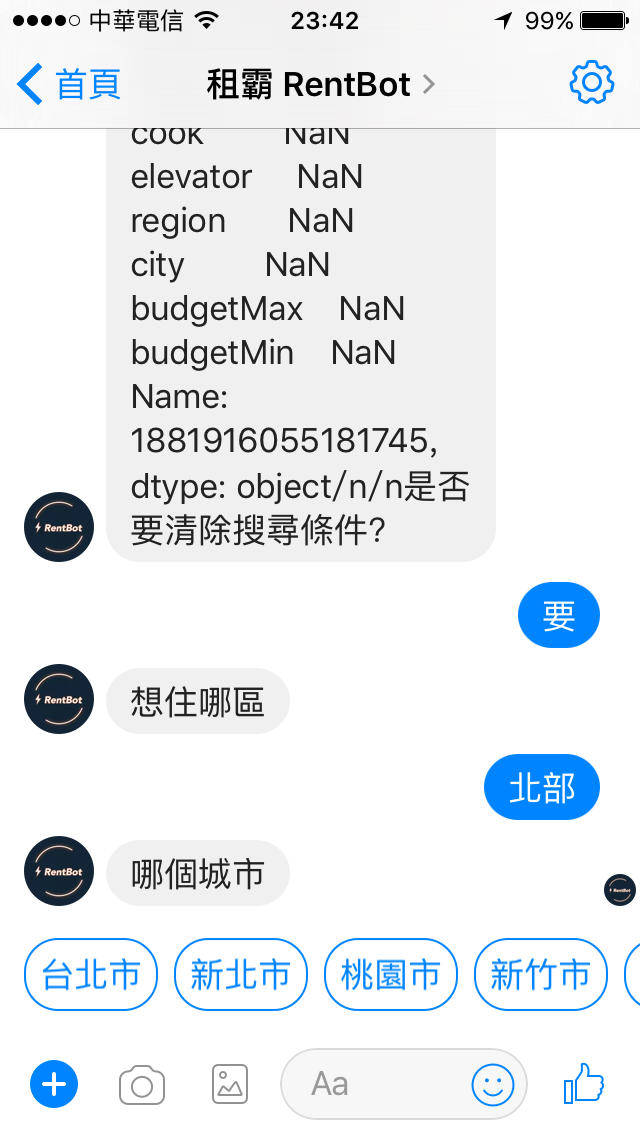 中華電信 23:42 99%
首頁 租霸 RentBot
cook NaN
elevator NaN
region NaN
city NaN
budgetMax NaN
budgetMin NaN
Name:
1881916055181745,
dtype: object/n/n是否
要清除搜尋條件?
RentBot
要
RentBot
想住哪區
北部
RentBot
哪個城市
RentBot
台北市 新北市 桃園市 新竹市
Aa